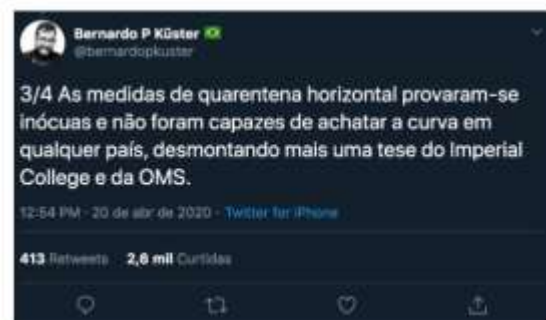 Bernardo P Küster 🇧🇷
@bernardopkuster
3/4 As medidas de quarentena horizontal provaram-se
inócuas e não foram capazes de achatar a curva em
qualquer país, desmontando mais uma tese do Imperial
College e da OMS.
12:54 PM · 20 de abr de 2020 · Twitter for iPhone
413 Retweets 2,6 mil Curtidas